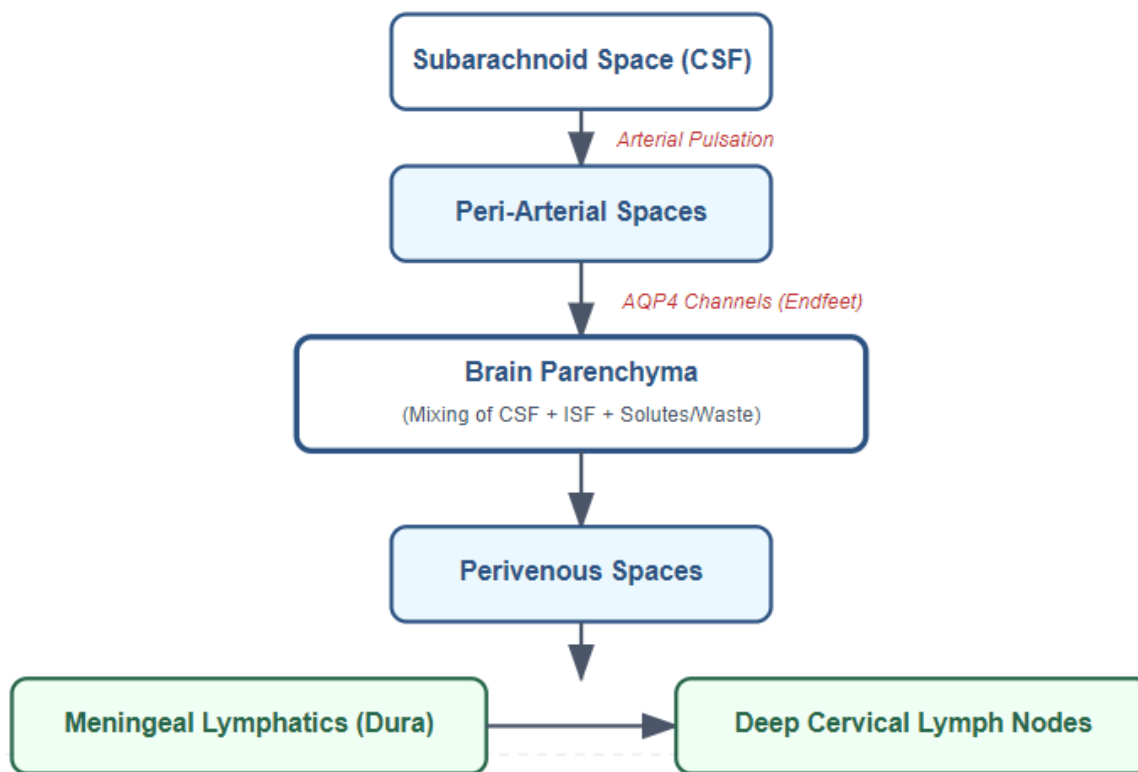 Subarachnoid Space (CSF)
Arterial Pulsation
Peri-Arterial Spaces
AQP4 Channels (Endfeet)
Brain Parenchyma
(Mixing of CSF + ISF + Solutes/Waste)
Perivenous Spaces
Meningeal Lymphatics (Dura)
Deep Cervical Lymph Nodes